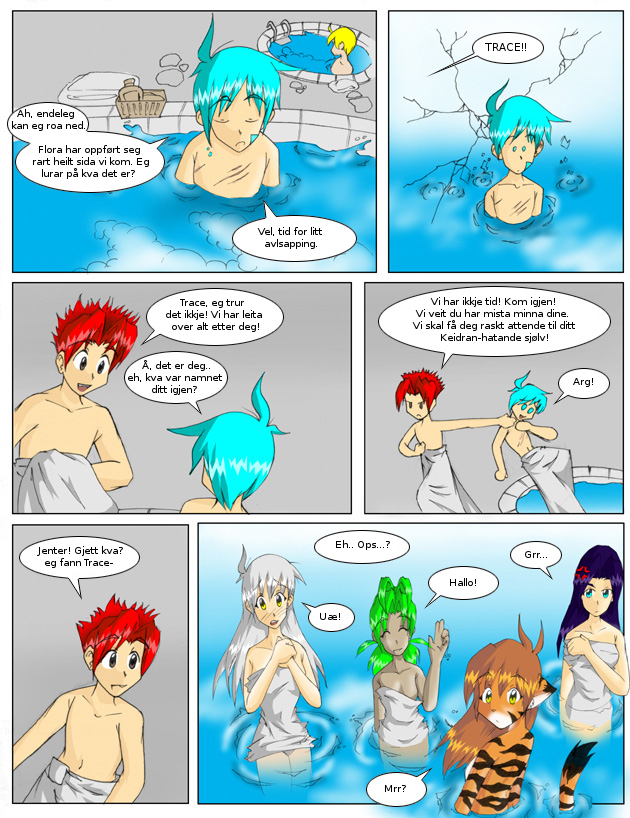 Ah, endeleg
kan eg roa ned.
Flora har oppført seg
rart heilt sida vi kom. Eg
lurar på kva det er?
Vel, tid for litt
avlsapping.
TRACE!!
Trace, eg trur
det ikkje! Vi har leita
over alt etter deg!
Å, det er deg..
eh, kva var namnet
ditt igjen?
Vi har ikkje tid! Kom igjen!
Vi veit du har mista minna dine.
Vi skal få deg raskt attende til ditt
Keidran-hatande sjølv!
Arg!
Jenter! Gjett kva?
eg fann Trace-
Eh.. Ops...?
Uæ!
Hallo!
Grr...
Mrr?